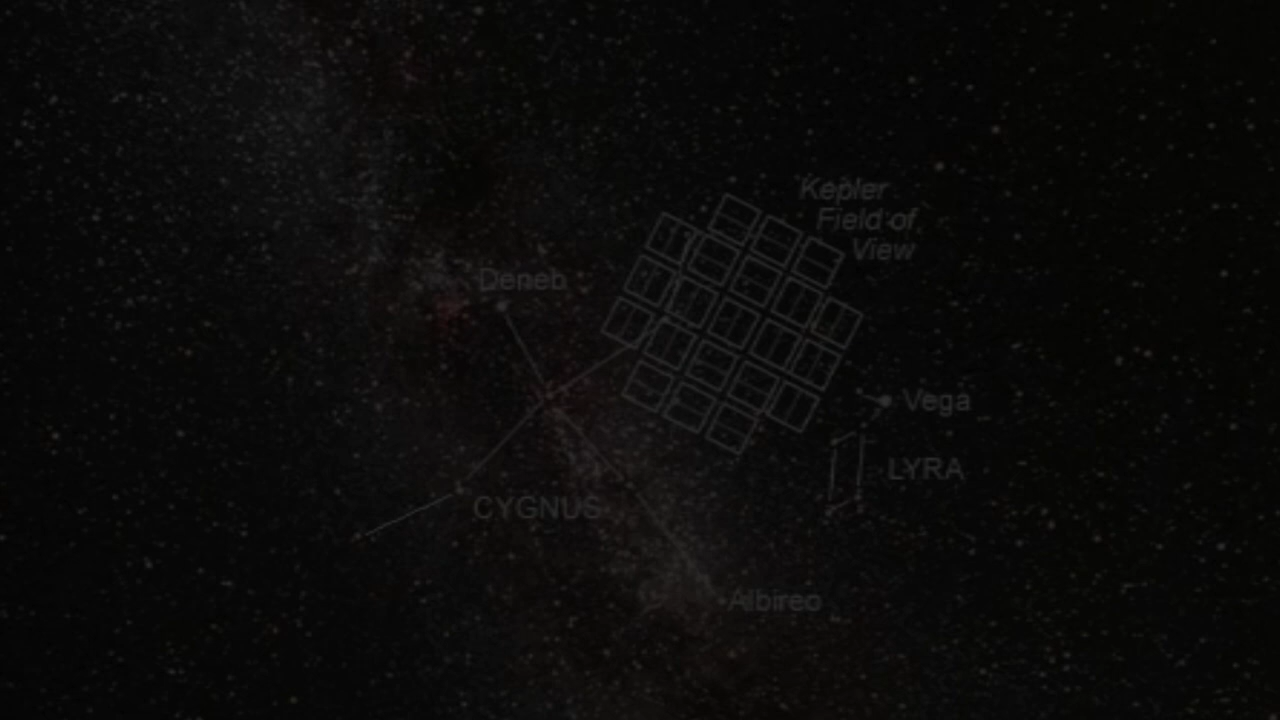 Kepler
Field of
View
Deneb
Vega
LYRA
CYGNUS
Albireo